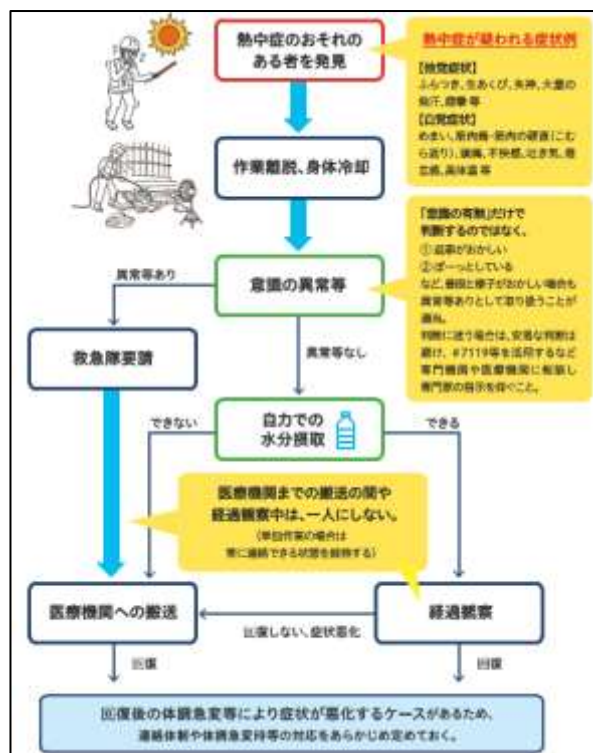 熱中症のおそれの
ある者を発見
熱中症が疑われる症状例
【他覚症状】
ふらつき、生あくび、失神、大量の
発汗、痙攣 等
【自覚症状】
めまい、筋肉痛・筋肉の硬直(こむ
ら返り)、頭痛、不快感、吐き気、倦
怠感、高体温 等
作業離脱、身体冷却
「意識の有無」だけで
判断するのではなく、
①返事がおかしい
②ぼーっとしている
など、普段と様子がおかしい場合も
異常等ありとして取り扱うことが
適当。
判断に迷う場合は、安易な判断は
避け、#7119等を活用するなど
専門機関や医療機関に相談し
専門家の指示を仰ぐこと。
意識の異常等
異常等あり
救急隊要請
異常等なし
自力での
水分摂取
できない
できる
医療機関までの搬送の間や
経過観察中は、一人にしない。
(単独作業の場合は
常に連絡できる状態を維持する)
医療機関への搬送
経過観察
回復しない、症状悪化
回復
回復
回復後の体調急変等により症状が悪化するケースがあるため、
連絡体制や体調急変時等の対応をあらかじめ定めておく。